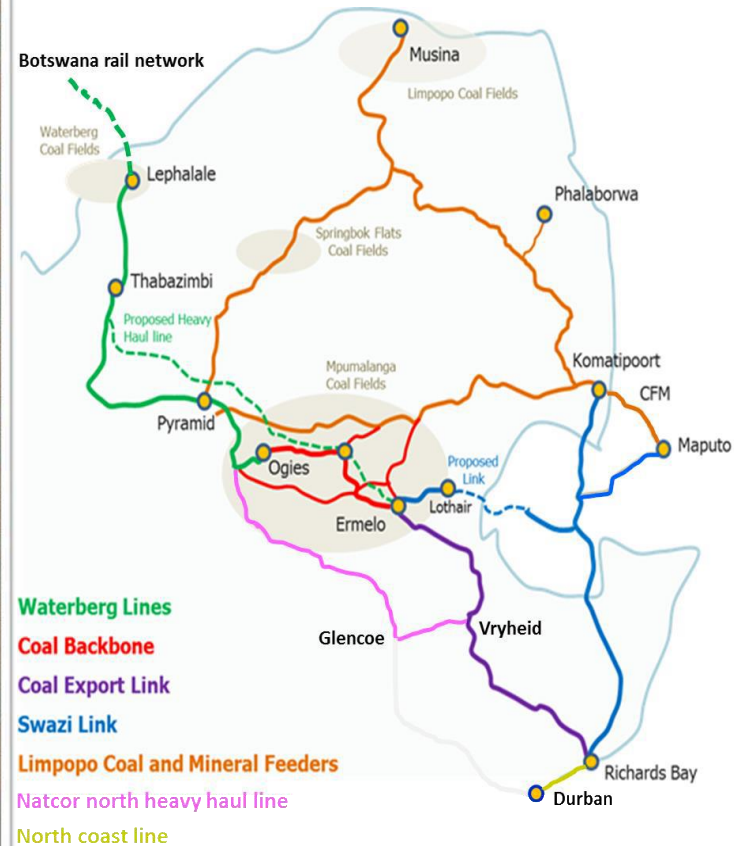 Musina
Botswana rail network
Limpopo Coal Fields
Waterberg
Coal Fields
Lephalale
Phalaborwa
Springbok Flats
Coal Fields
Thabazimbi
Proposed Heavy
Haul line
Komatipoort
Mpumalanga
Coal Fields
CFM
Pyramid
Maputo
Ogies
Proposed
Link
Lothair
Ermelo
Waterberg Lines
Vryheid
Glencoe
Coal Backbone
Coal Export Link
Swazi Link
Limpopo Coal and Mineral Feeders
Richards Bay
Natcor north heavy haul line
Durban
North coast line